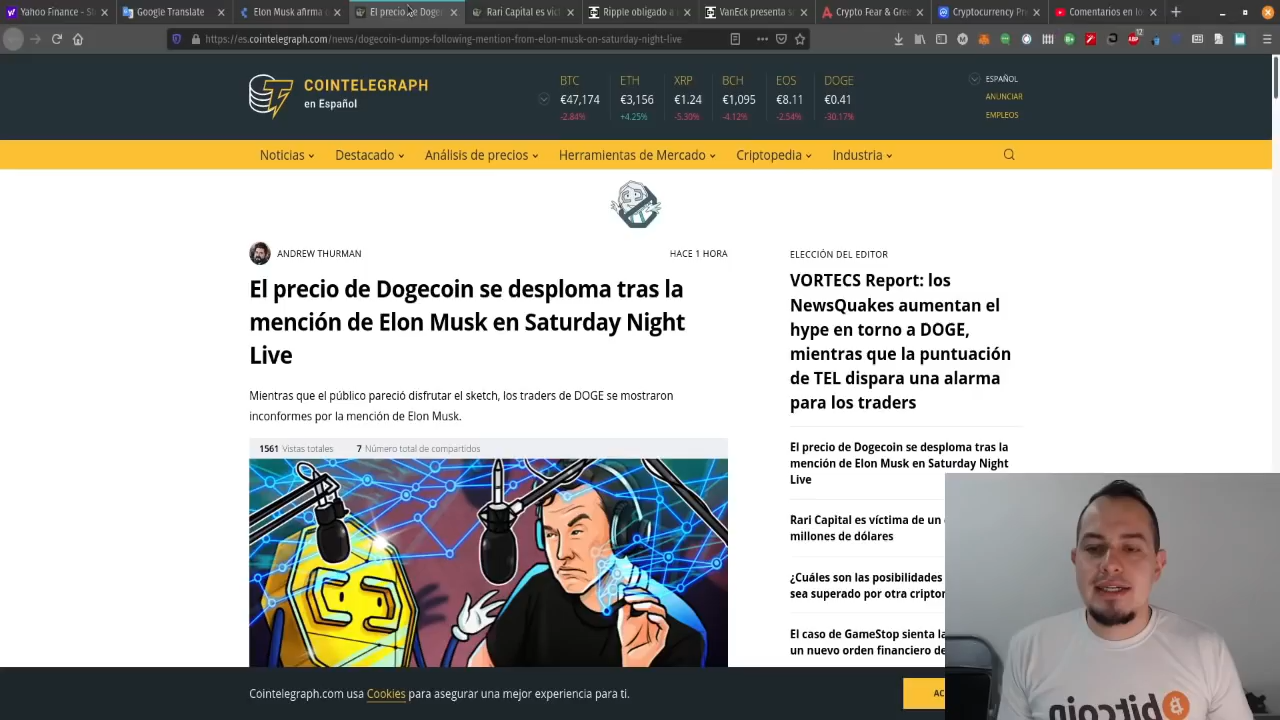 Yahoo Finance - S
Google Translate
Elon Musk afirma
El precio de Doge
Rari Capital es víct
Ripple obligado a
VanEck presenta s
Crypto Fear & Gre
Cryptocurrency Pr
Comentarios en lo
https://es.cointelegraph.com/news/dogecoin-dumps-following-mention-from-elon-musk-on-saturday-night-live
12
COINTELEGRAPH
en Español
BTC ETH XRP BCH EOS DOGE
€47,174 €3,156 €1.24 €1,095 €8.11 €0.41
-2.84% +4.25% -5.30% -4.12% -2.54% -30.17%
ESPAÑOL
ANUNCIAR
EMPLEOS
Noticias Destacado Análisis de precios Herramientas de Mercado Criptopedia Industria
ANDREW THURMAN
HACE 1 HORA
El precio de Dogecoin se desploma tras la
mención de Elon Musk en Saturday Night
Live
Mientras que el público pareció disfrutar el sketch, los traders de DOGE se mostraron
inconformes por la mención de Elon Musk.
1561 Vistas totales 7 Número total de compartidos
ELECCIÓN DEL EDITOR
VORTECS Report: los
NewsQuakes aumentan el
hype en torno a DOGE,
mientras que la puntuación
de TEL dispara una alarma
para los traders
El precio de Dogecoin se desploma tras la
mención de Elon Musk en Saturday Night
Live
Rari Capital es víctima de un
millones de dólares
¿Cuáles son las posibilidades
sea superado por otra cripto
El caso de GameStop sienta
un nuevo orden financiero
Cointelegraph.com usa Cookies para asegurar una mejor experiencia para ti.
AC
bitcoin